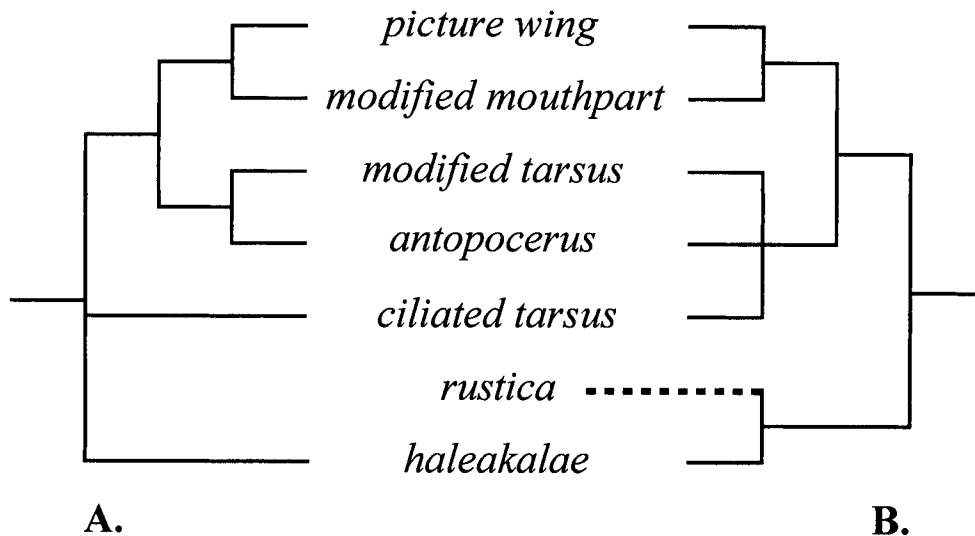 picture wing
modified mouthpart
modified tarsus
antopocerus
ciliated tarsus
rustica
haleakalae
A.
B.